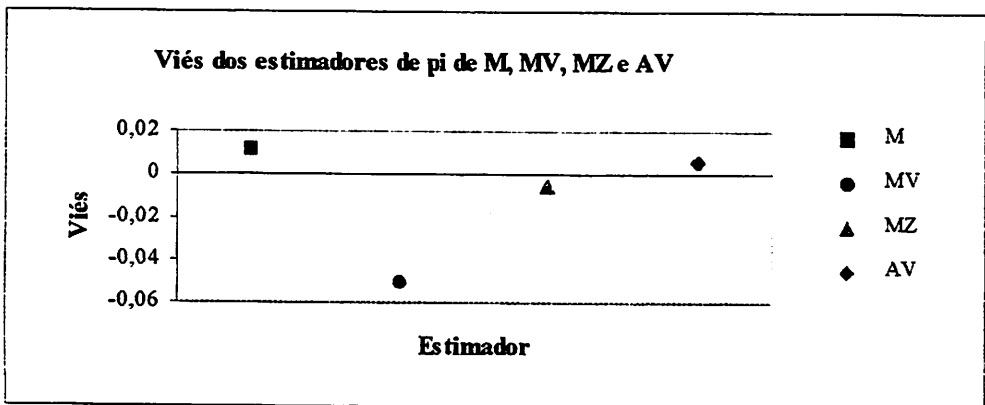 Viés dos estimadores de pi de M, MV, MZ e AV
0,02
0
-0,02
-0,04
-0,06
Viés
Estimador
M
MV
MZ
AV